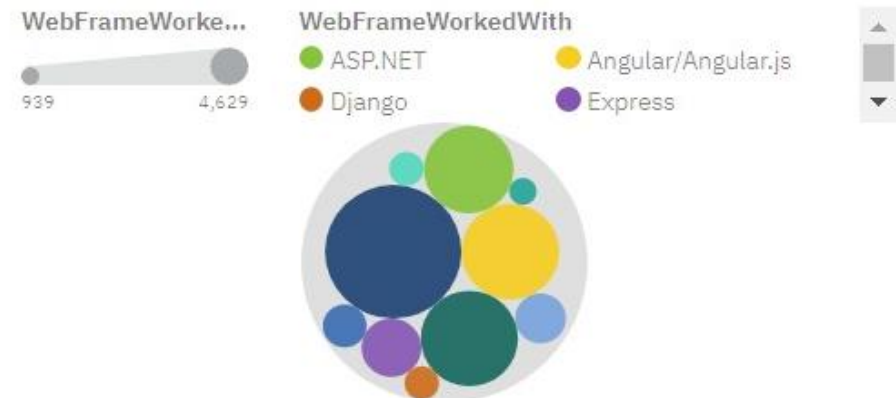 WebFrameWorke...
939
4,629
WebFrameWorkedWith
ASP.NET
Angular/Angular.js
Django
Express